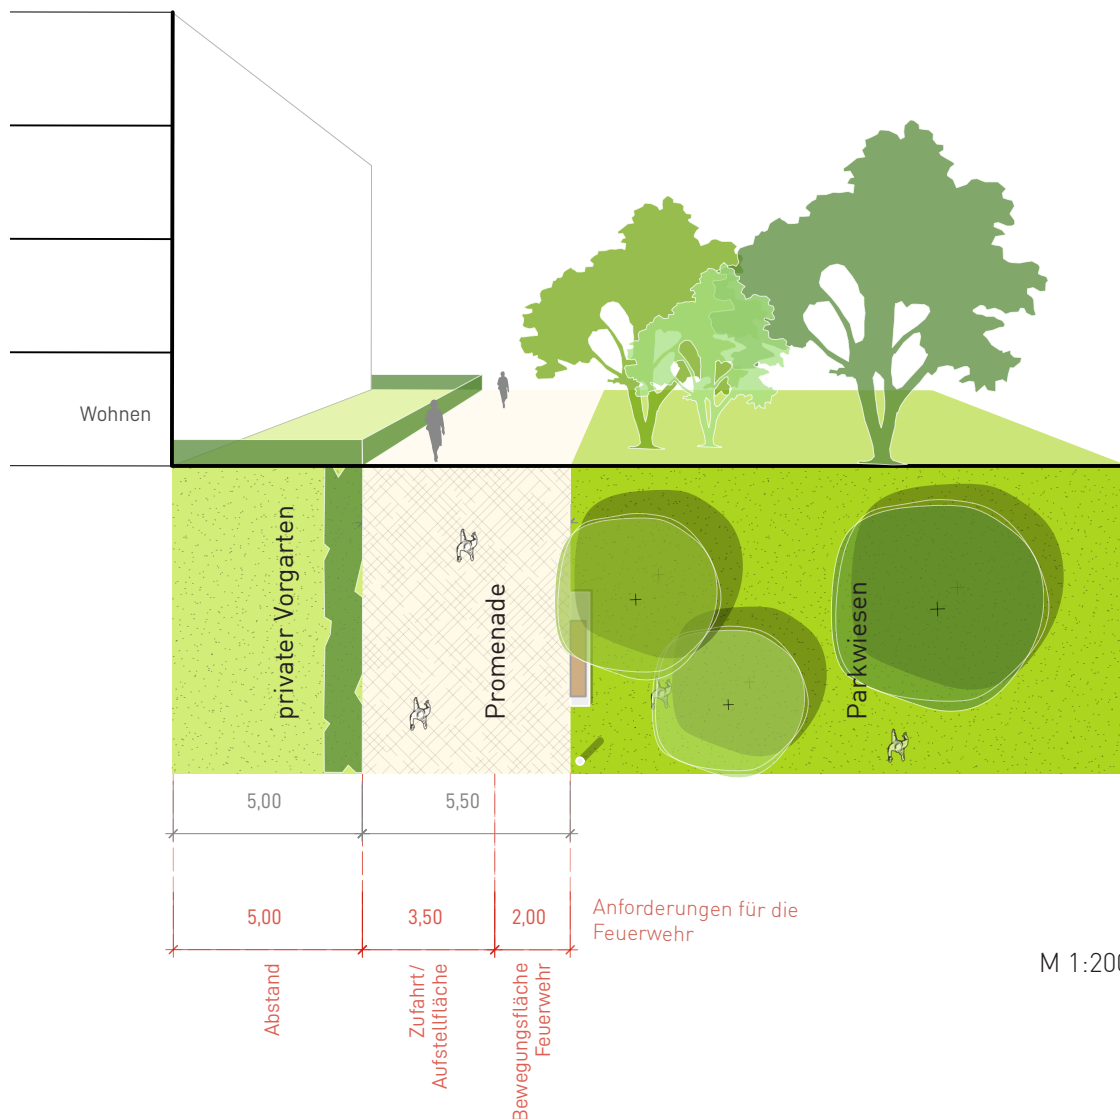 Wohnen
privater Vorgarten
Promenade
Parkwiesen
5,00
5,50
5,00
3,50
2,00
Anforderungen für die
Feuerwehr
M 1:200
Abstand
Zufahrt/
Aufstellfläche
Bewegungsfläche
Feuerwehr